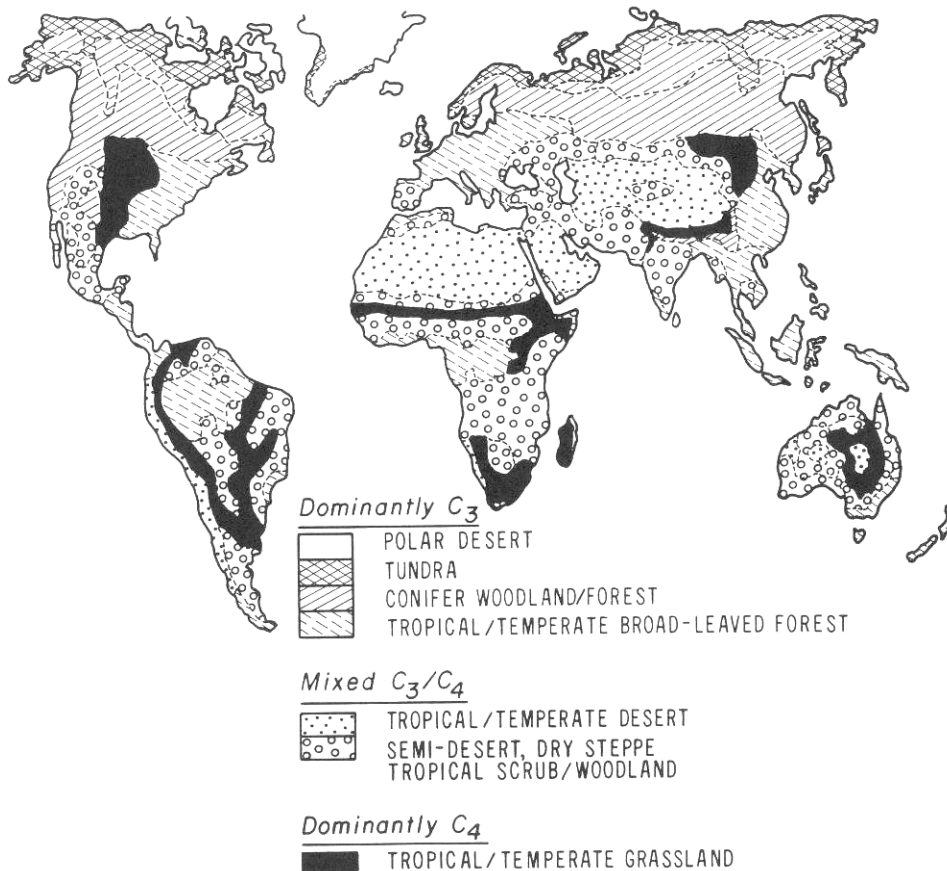 Dominantly C3
POLAR DESERT
TUNDRA
CONIFER WOODLAND/FOREST
TROPICAL/TEMPERATE BROAD-LEAVED FOREST
Mixed C3/C4
TROPICAL/TEMPERATE DESERT
SEMI-DESERT, DRY STEPPE
TROPICAL SCRUB/WOODLAND
Dominantly C4
TROPICAL/TEMPERATE GRASSLAND